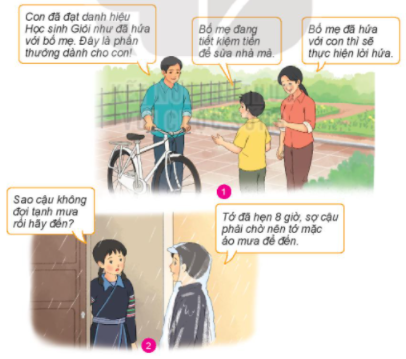 Con đã đạt danh hiệu
Học sinh Giỏi như đã hứa
với bố mẹ. Đây là phần
thưởng dành cho con!
Bố mẹ đang
tiết kiệm tiền
để sửa nhà mà.
Bố mẹ đã hứa
với con thì sẽ
thực hiện lời hứa.
1
Sao cậu không
đợi tạnh mưa
rồi hãy đến?
Tớ đã hẹn 8 giờ, sợ cậu
phải chờ nên tớ mặc
áo mưa để đến.
2